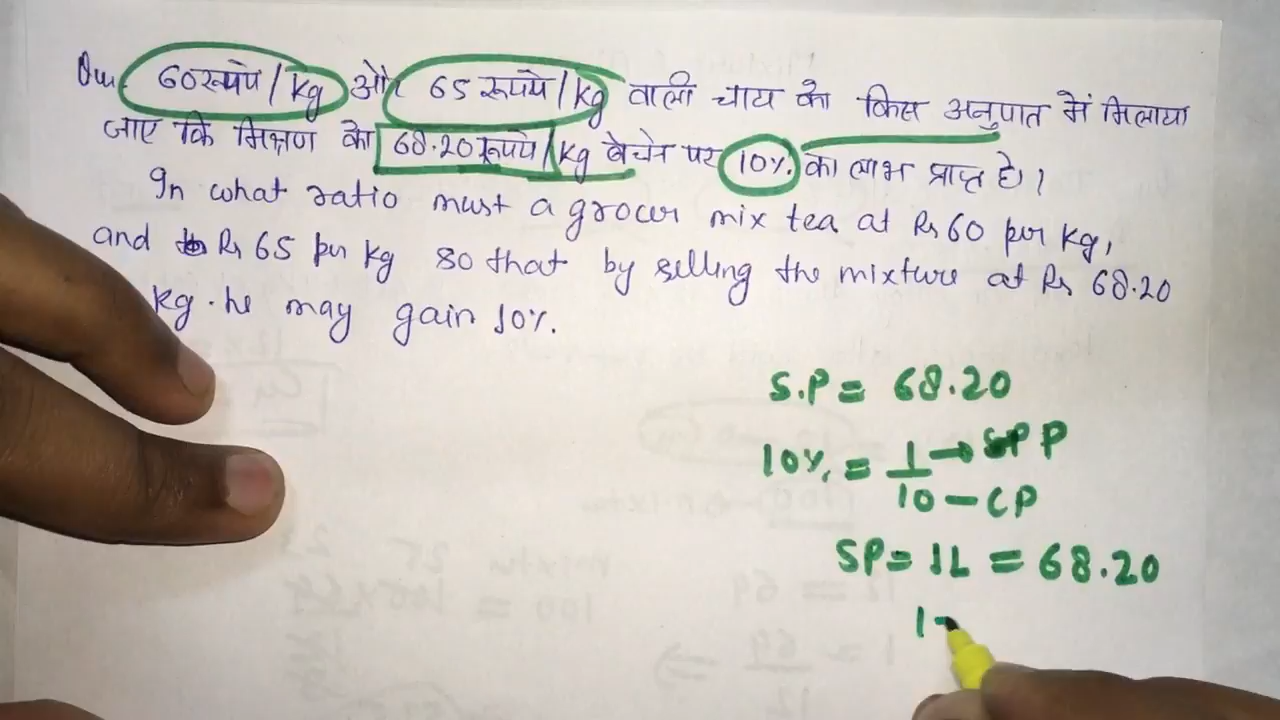 Que. 60 रूपये/kg और 65 रूपये/kg वाली चाय को किस अनुपात में मिलाया
जाए कि मिश्रण को 68.20 रूपये/kg बेचने पर 10% का लाभ प्राप्त हो।
In what ratio must a grocer mix tea at Rs 60 per kg,
and Rs 65 per kg so that by selling the mixture at Rs 68.20
kg. he may gain 10%.
S.P = 68.20
10% = 1/10 → P
- CP
SP = 11 = 68.20
1 =